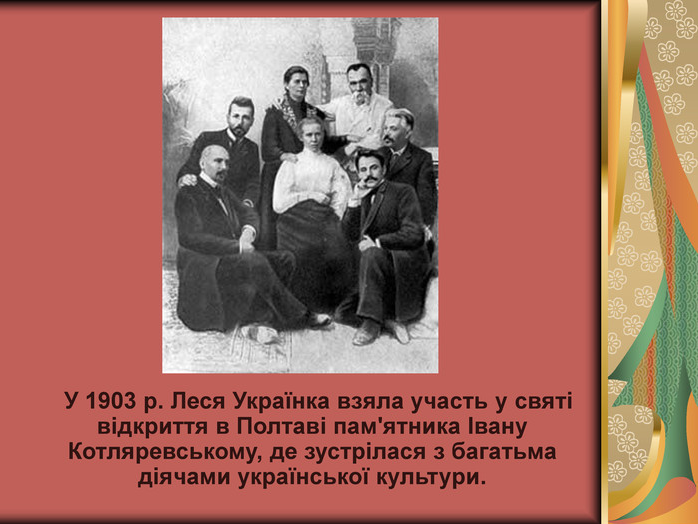 У 1903 р. Леся Українка взяла участь у святі
відкриття в Полтаві пам'ятника Івану
Котляревському, де зустрілася з багатьма
діячами української культури.